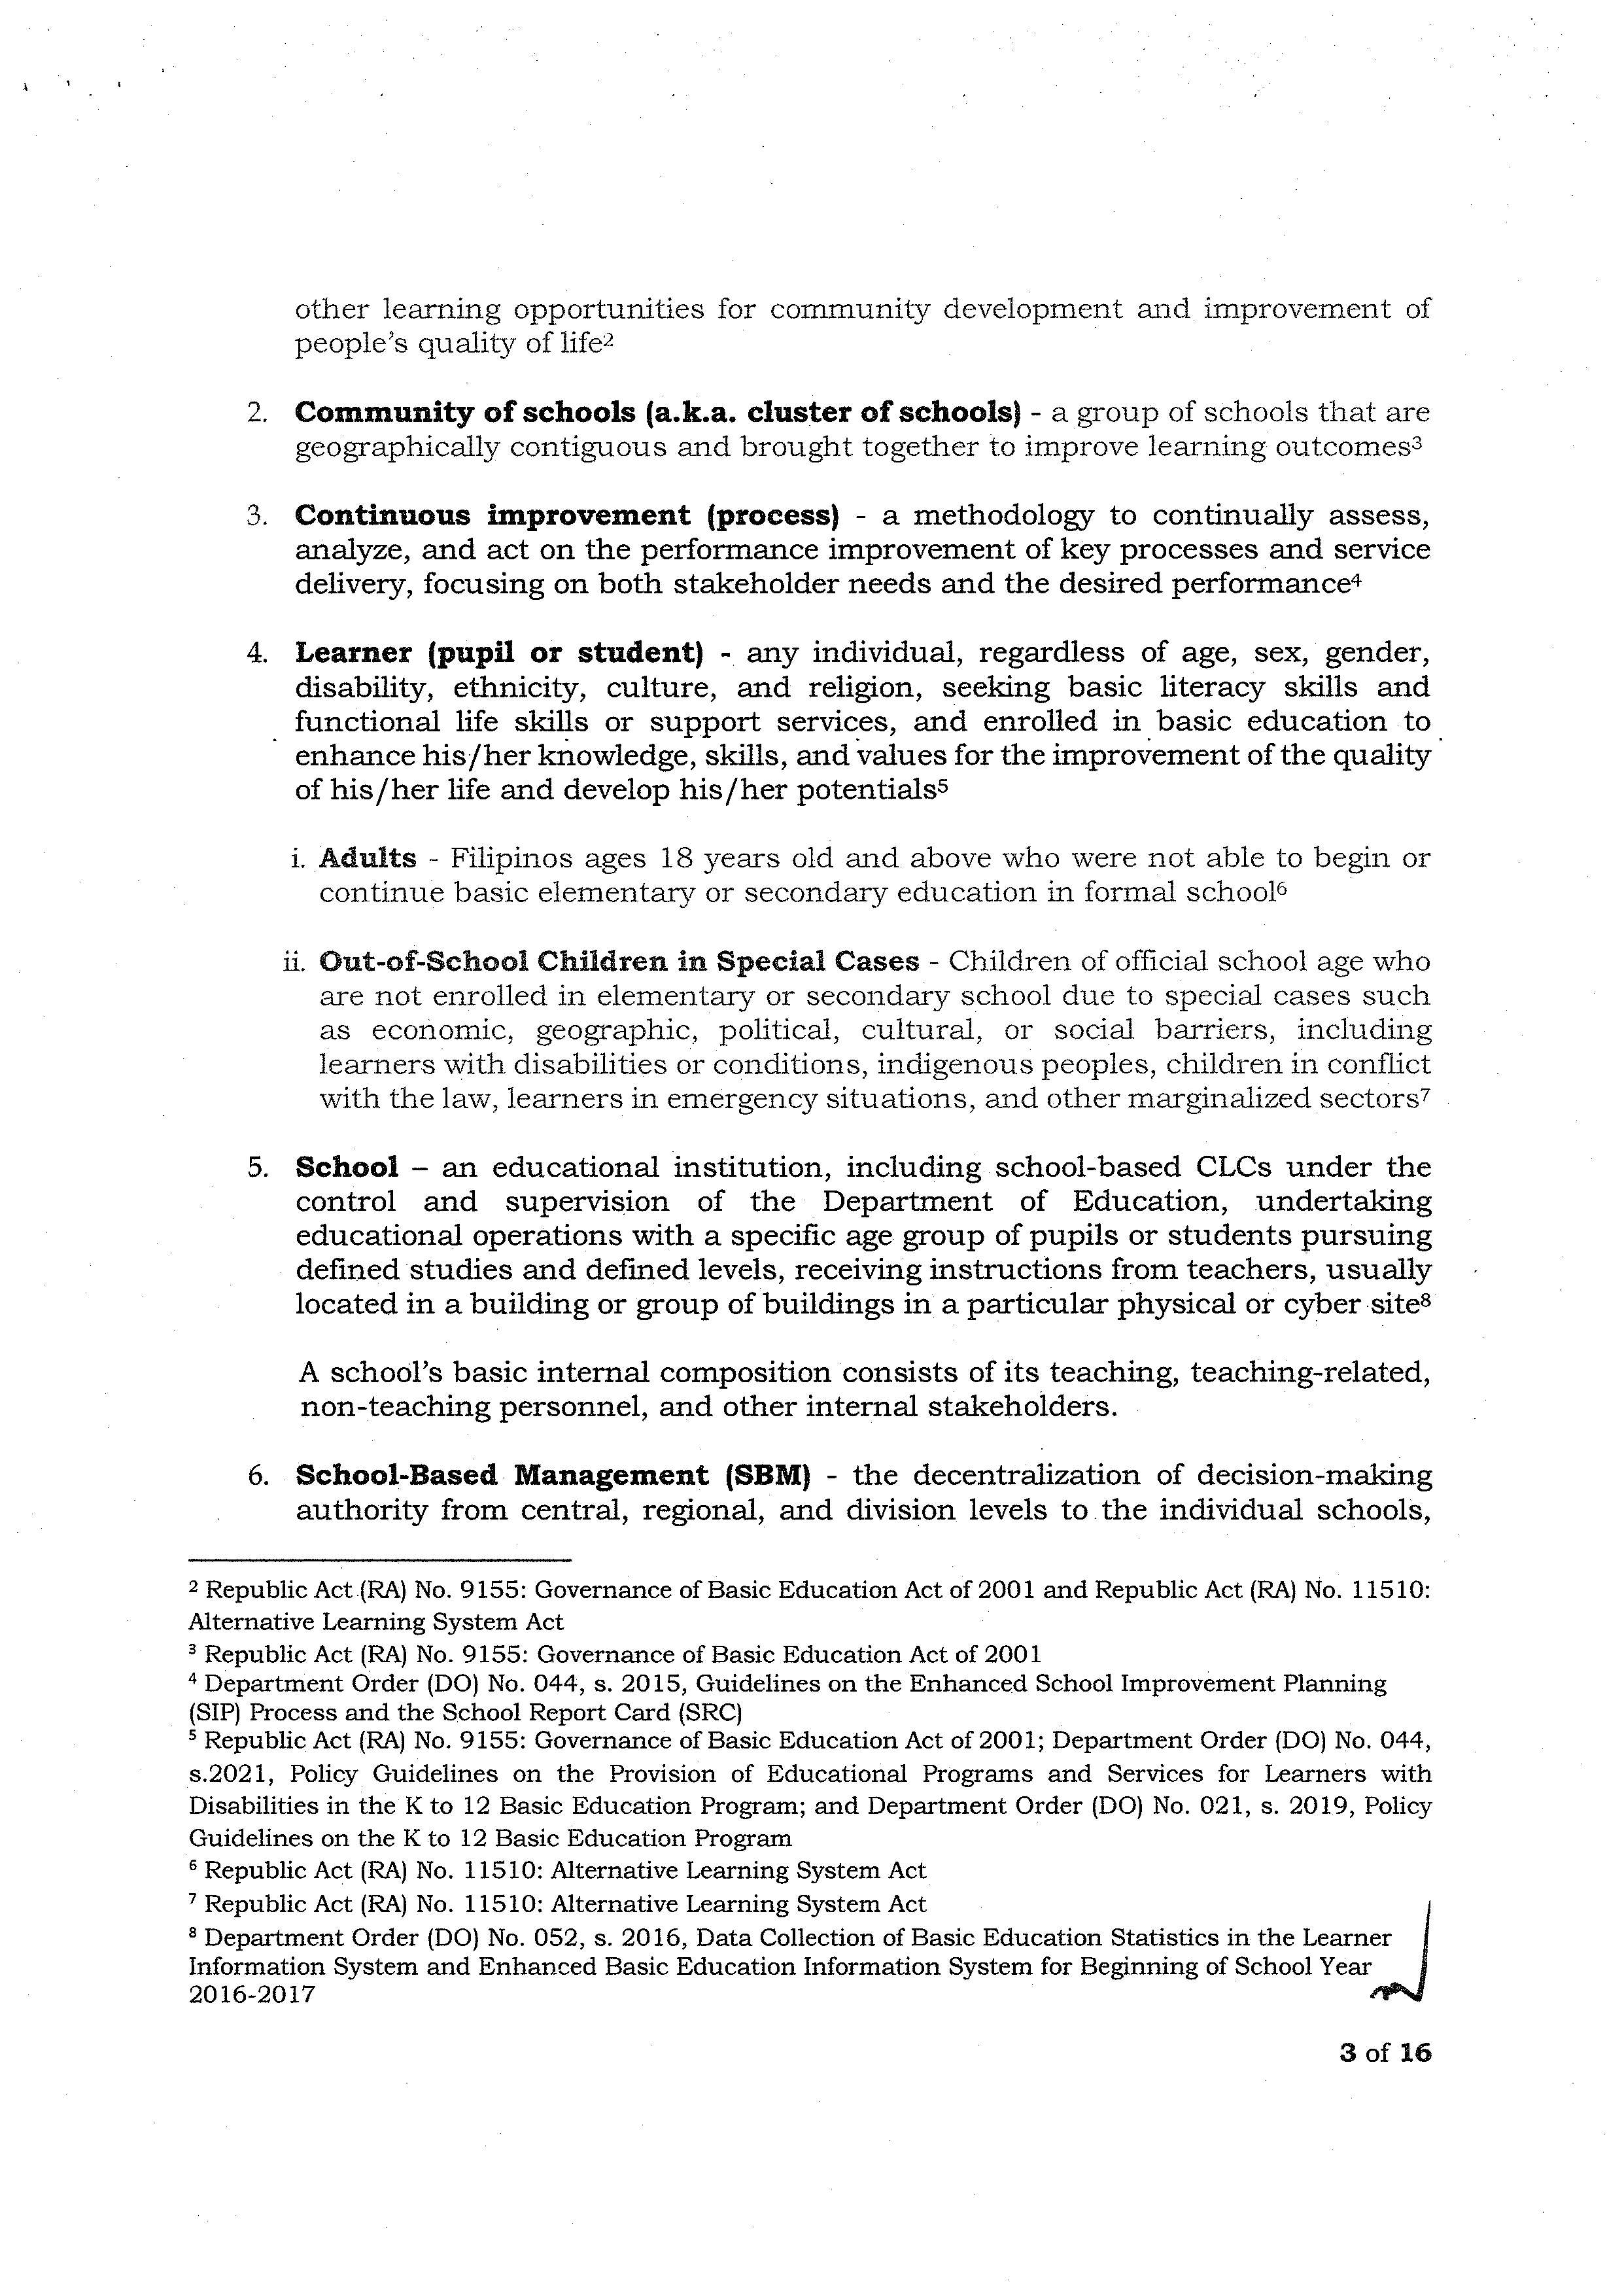 other learning opportunities for community development and improvement of
people's quality of life²
2. Community of schools (a.k.a. cluster of schools) - a group of schools that are
geographically contiguous and brought together to improve learning outcomes³
3. Continuous improvement (process) - a methodology to continually assess,
analyze, and act on the performance improvement of key processes and service
delivery, focusing on both stakeholder needs and the desired performance⁴
4. Learner (pupil or student) - any individual, regardless of age, sex, gender,
disability, ethnicity, culture, and religion, seeking basic literacy skills and
functional life skills or support services, and enrolled in basic education to
enhance his/her knowledge, skills, and values for the improvement of the quality
of his/her life and develop his/her potentials⁵
i. Adults - Filipinos ages 18 years old and above who were not able to begin or
continue basic elementary or secondary education in formal school⁶
ii. Out-of-School Children in Special Cases - Children of official school age who
are not enrolled in elementary or secondary school due to special cases such
as economic, geographic, political, cultural, or social barriers, including
learners with disabilities or conditions, indigenous peoples, children in conflict
with the law, learners in emergency situations, and other marginalized sectors⁷
5. School – an educational institution, including school-based CLCs under the
control and supervision of the Department of Education, undertaking
educational operations with a specific age group of pupils or students pursuing
defined studies and defined levels, receiving instructions from teachers, usually
located in a building or group of buildings in a particular physical or cyber site⁸
A school's basic internal composition consists of its teaching, teaching-related,
non-teaching personnel, and other internal stakeholders.
6. School-Based Management (SBM) - the decentralization of decision-making
authority from central, regional, and division levels to the individual schools,
² Republic Act (RA) No. 9155: Governance of Basic Education Act of 2001 and Republic Act (RA) No. 11510:
Alternative Learning System Act
³ Republic Act (RA) No. 9155: Governance of Basic Education Act of 2001
⁴ Department Order (DO) No. 044, s. 2015, Guidelines on the Enhanced School Improvement Planning
(SIP) Process and the School Report Card (SRC)
⁵ Republic Act (RA) No. 9155: Governance of Basic Education Act of 2001; Department Order (DO) No. 044,
s.2021, Policy Guidelines on the Provision of Educational Programs and Services for Learners with
Disabilities in the K to 12 Basic Education Program; and Department Order (DO) No. 021, s. 2019, Policy
Guidelines on the K to 12 Basic Education Program
⁶ Republic Act (RA) No. 11510: Alternative Learning System Act
⁷ Republic Act (RA) No. 11510: Alternative Learning System Act
⁸ Department Order (DO) No. 052, s. 2016, Data Collection of Basic Education Statistics in the Learner
Information System and Enhanced Basic Education Information System for Beginning of School Year
2016-2017
3 of 16